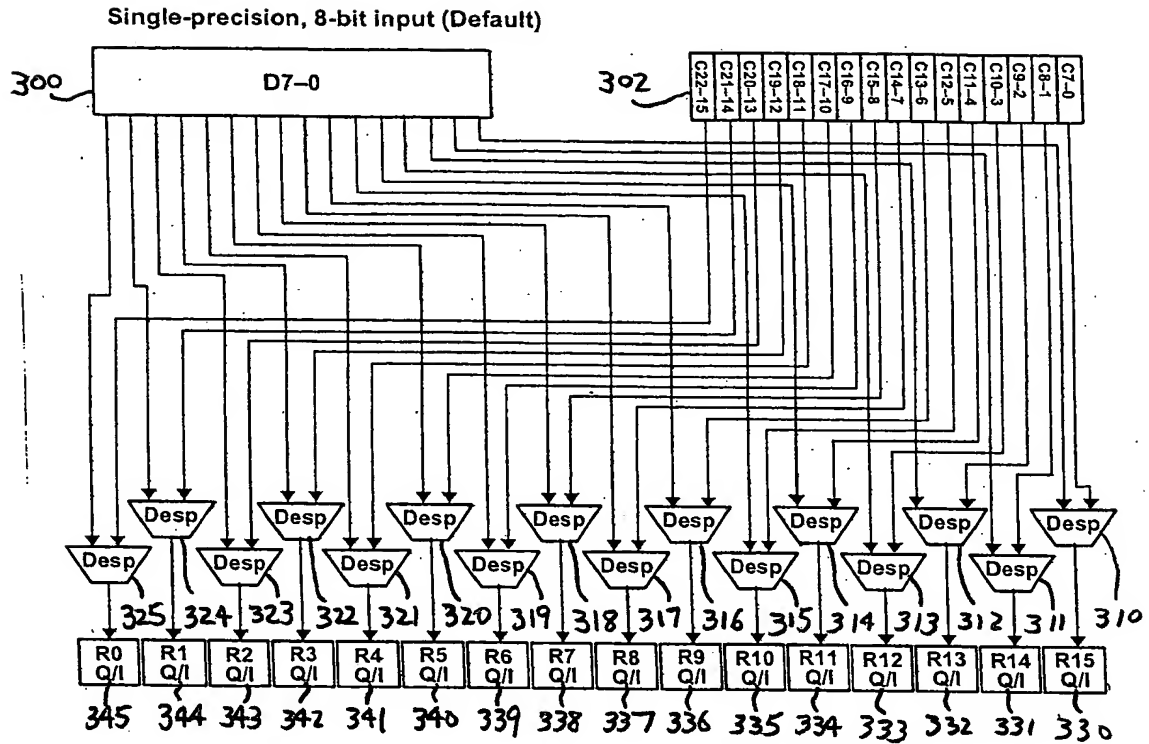 Single-precision, 8-bit input (Default)
300
D7–0
302
C22–15
C21–14
C20–13
C19–12
C18–11
C17–10
C16–9
C15–8
C14–7
C13–6
C12–5
C11–4
C10–3
C9–2
C8–1
C7–0
Desp Desp Desp Desp Desp Desp Desp Desp
Desp Desp Desp Desp Desp Desp Desp Desp
325 324 323 322 321 320 319 318 317 316 315 314 313 312 311 310
R0 R1 R2 R3 R4 R5 R6 R7 R8 R9 R10 R11 R12 R13 R14 R15
Q/I Q/I Q/I Q/I Q/I Q/I Q/I Q/I Q/I Q/I Q/I Q/I Q/I Q/I Q/I Q/I
345 344 343 342 341 340 339 338 337 336 335 334 333 332 331 330